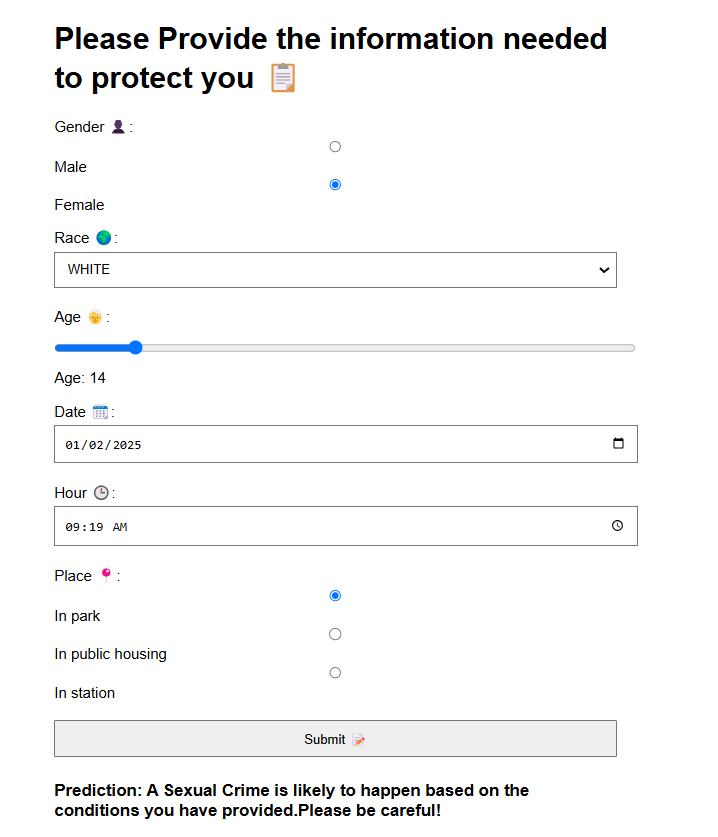 Please Provide the information needed
to protect you 📋
Gender 👤:
Male
Female
Race 🌍:
WHITE
Age 👵:
Age: 14
Date 📅:
01/02/2025
Hour 🕒:
09:19 AM
Place 📍:
In park
In public housing
In station
Submit 📝
Prediction: A Sexual Crime is likely to happen based on the
conditions you have provided.Please be careful!